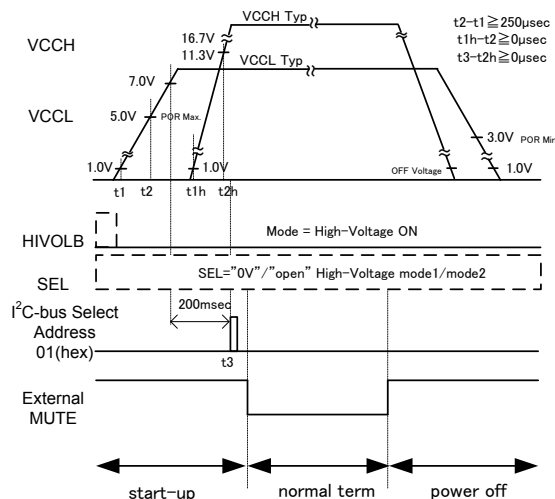 VCCH
VCCL
VCCH Typ
VCCL Typ
t2-t1≧250μsec
t1h-t2≧0μsec
t3-t2h≧0μsec
16.7V
11.3V
7.0V
5.0V POR Max.
1.0V
1.0V
3.0V POR Min
OFF Voltage
1.0V
t1 t2 t1h t2h
HIVOLB
Mode = High-Voltage ON
SEL
SEL="0V"/"open" High-Voltage mode1/mode2
I²C-bus Select
Address
01(hex)
200msec
t3
External
MUTE
start-up normal term power off